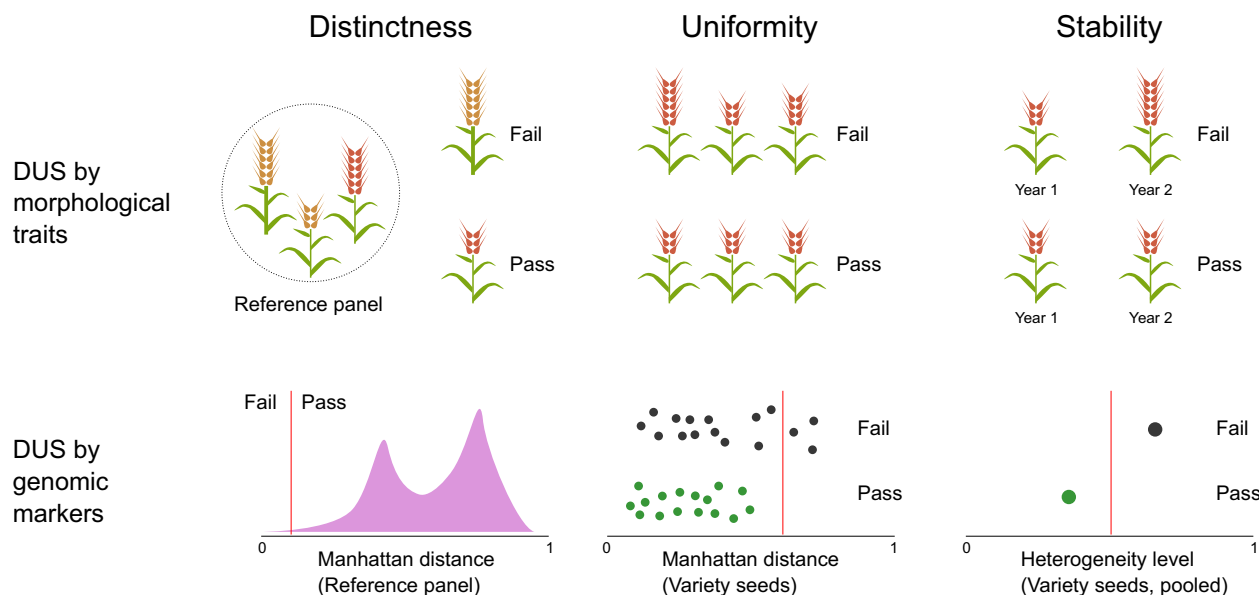 Distinctness
Uniformity
Stability
DUS by
morphological
traits
Fail
Pass
Reference panel
Fail
Pass
Fail
Year 1
Year 2
Pass
Year 1
Year 2
DUS by
genomic
markers
Fail
Pass
0
1
Manhattan distance
(Reference panel)
Fail
Pass
0
1
Manhattan distance
(Variety seeds)
Fail
Pass
0
1
Heterogeneity level
(Variety seeds, pooled)